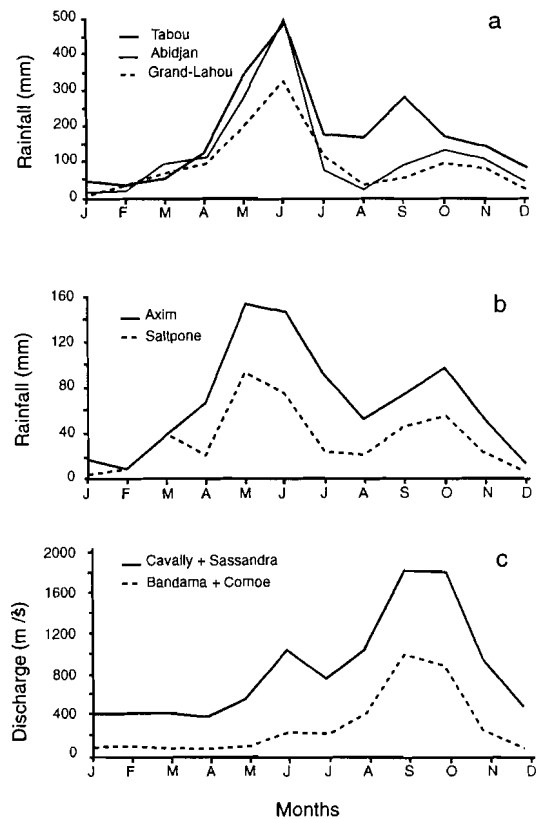 a
500
Tabou
Abidjan
400
Grand-Lahou
300
200
100
0
Rainfall (mm)
J F M A M J J A S O N D
b
160
Axim
Saltpone
120
80
40
0
Rainfall (mm)
J F M A M J J A S O N D
c
2000
Cavally + Sassandra
1600
Bandama + Comoe
1200
800
400
0
Discharge (m³/s)
J F M A M J J A S O N D
Months